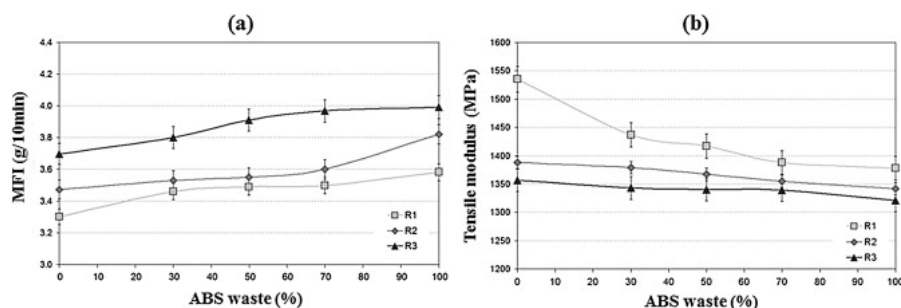 (a)
MFI (g/10min)
4.4
4.2
4.0
3.8
3.6
3.4
3.2
3.0
R1
R2
R3
0 10 20 30 40 50 60 70 80 90 100
ABS waste (%)
(b)
Tensile modulus (MPa)
1600
1550
1500
1450
1400
1350
1300
1250
1200
R1
R2
R3
0 10 20 30 40 50 60 70 80 90 100
ABS waste (%)